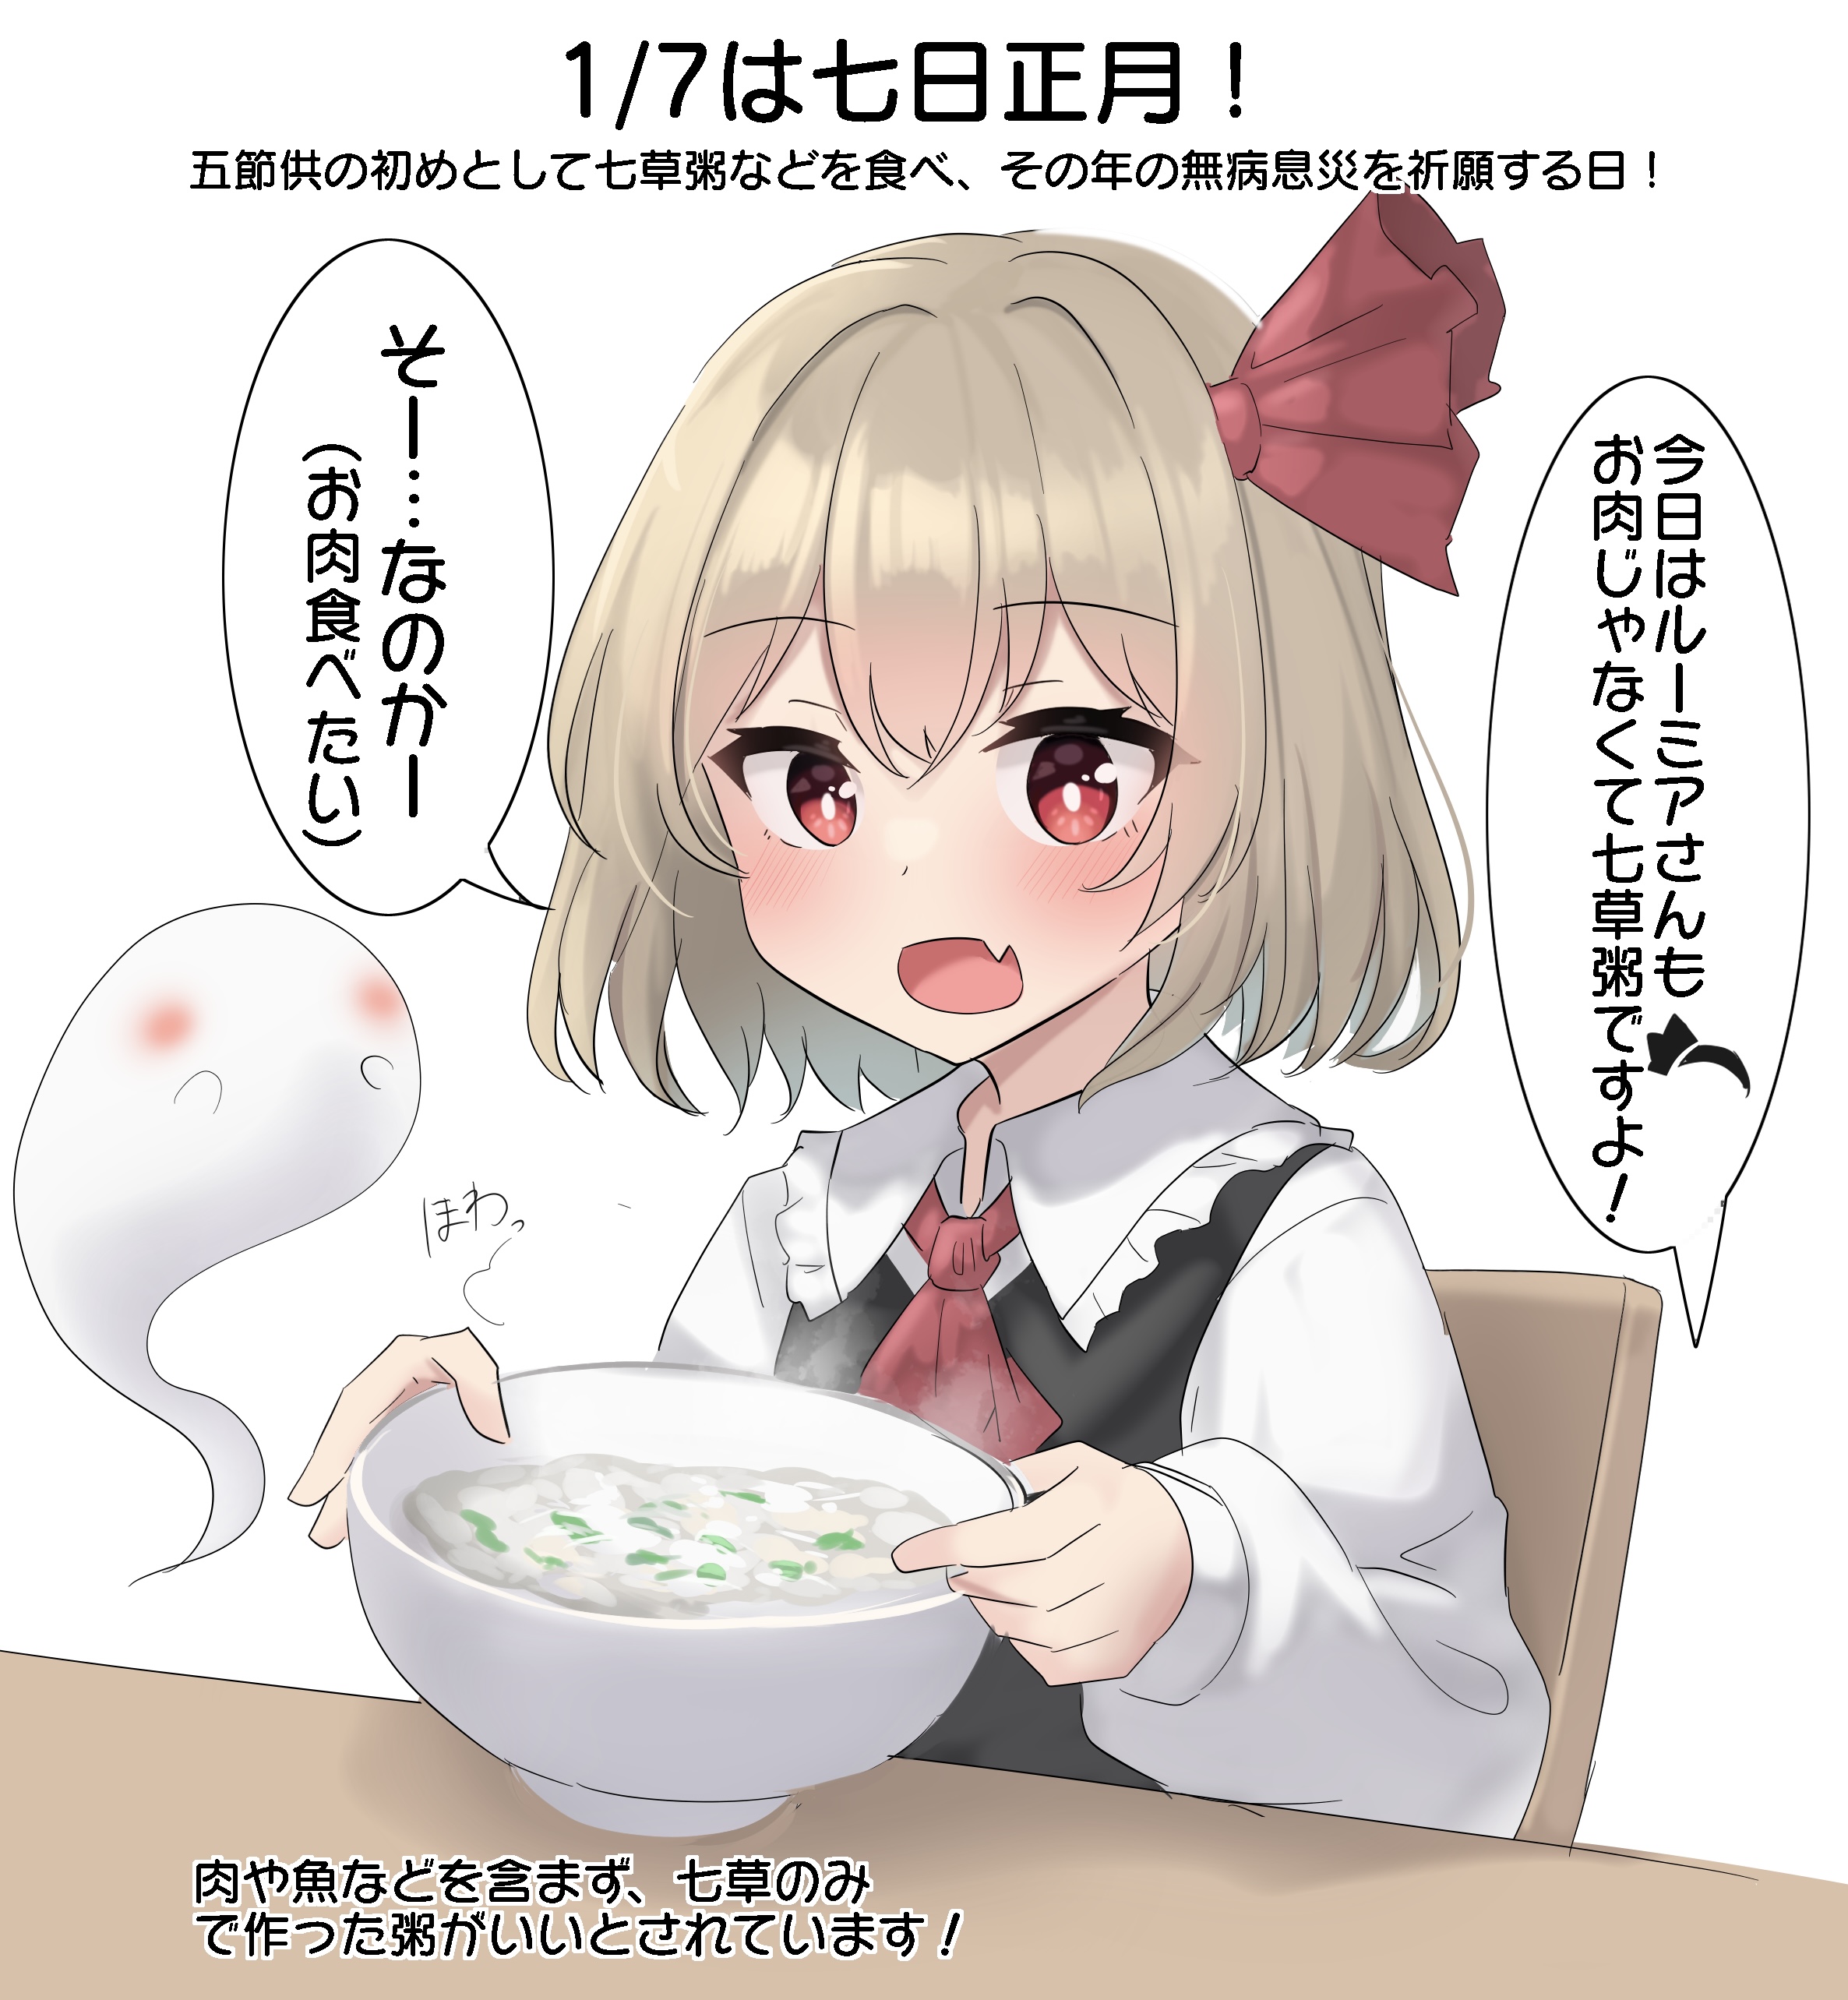 1/7は七日正月！
五節供の初めとして七草粥などを食べ、その年の無病息災を祈願する日！
今日はルーミアさんも
お肉じゃなくて七草粥ですよ！
そー…なのかー
(お肉食べたい)
ほわっ
肉や魚などを含まず、七草のみ
で作った粥がいいとされています！